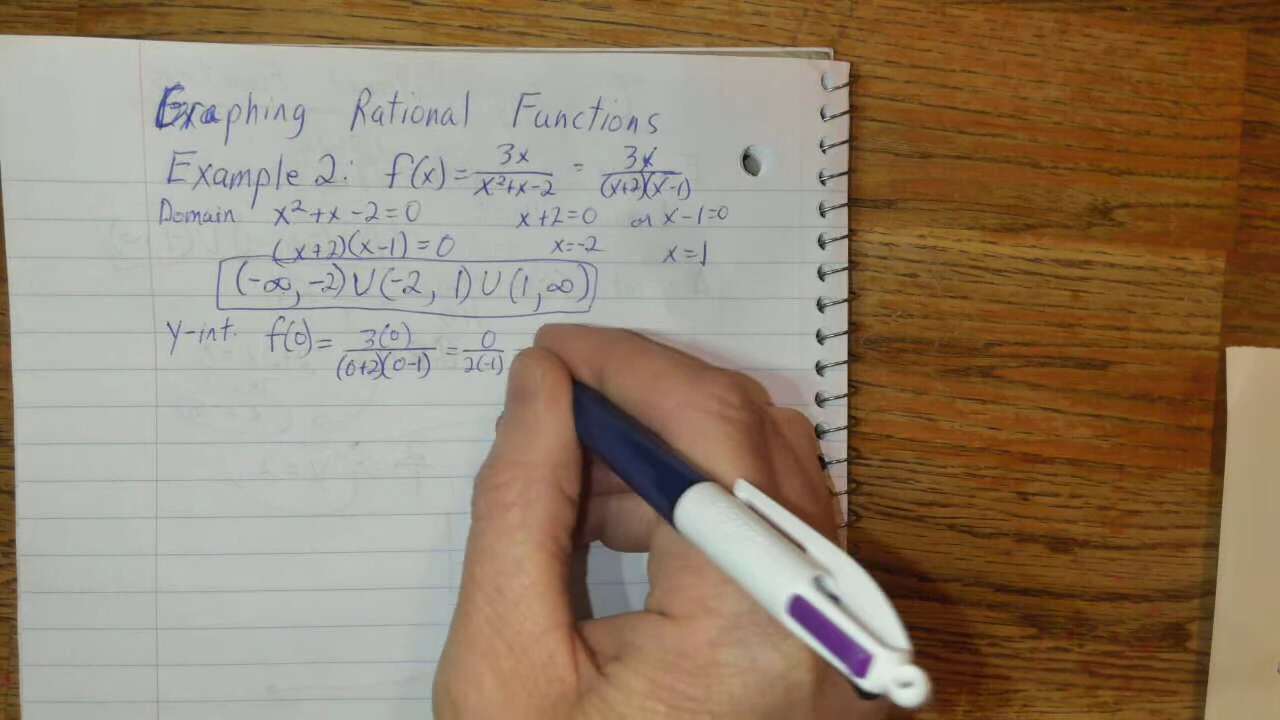 Graphing Rational Functions
Example 2: f(x) = 3x/(x²+x-2) = 3x/((x+2)(x-1))
Domain x²+x-2=0 x+2=0 or x-1=0
(x+2)(x-1)=0 x=-2 x=1
(-∞, -2)∪(-2, 1)∪(1, ∞)
y-int. f(0) = 3(0)/((0+2)(0-1)) = 0/(2(-1))